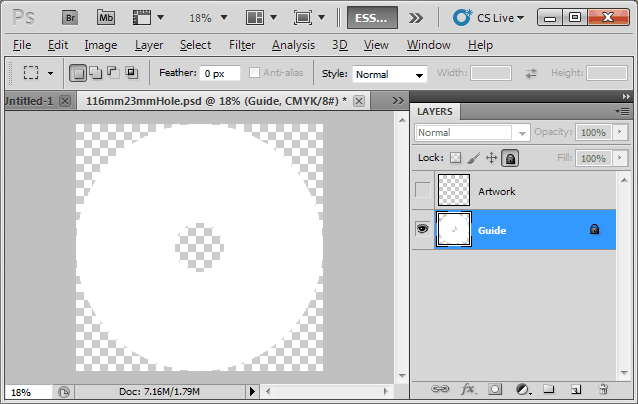 Ps Br Mb 18% ESS... CS Live
File Edit Image Layer Select Filter Analysis 3D View Window Help
Feather: 0 px Anti-alias Style: Normal Width: Height:
Untitled-1 116mm23mmHole.psd @ 18% (Guide, CMYK/8#) *
LAYERS
Normal Opacity: 100%
Lock: Fill: 100%
Artwork
Guide
18% Doc: 7.16M/1.79M